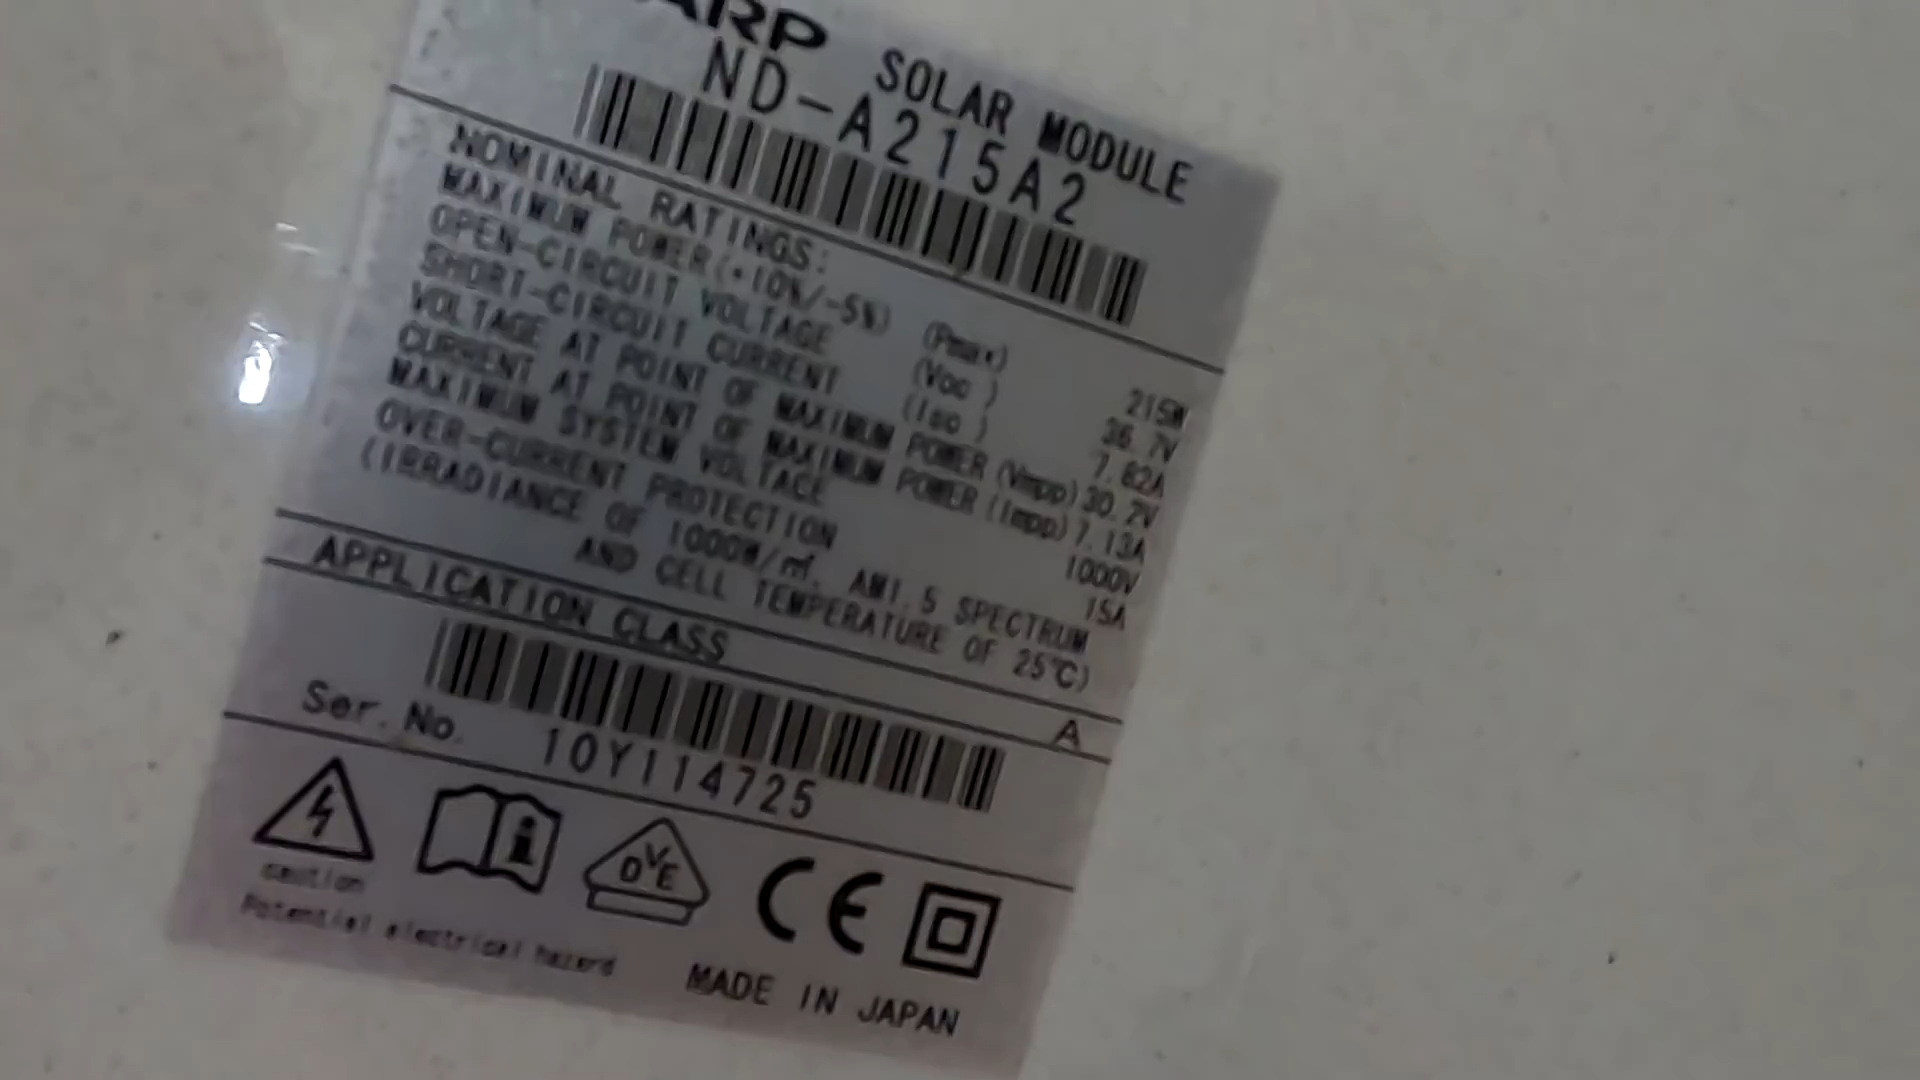 ARP SOLAR MODULE
ND-A215A2
NOMINAL RATINGS:
MAXIMUM POWER(+10%/-5%) (Pmax) 215W
OPEN-CIRCUIT VOLTAGE (Voc ) 36.7V
SHORT-CIRCUIT CURRENT (Isc ) 7.82A
VOLTAGE AT POINT OF MAXIMUM POWER (Vmpp) 30.2V
CURRENT AT POINT OF MAXIMUM POWER (Impp) 7.13A
MAXIMUM SYSTEM VOLTAGE 1000V
OVER-CURRENT PROTECTION 15A
(IRRADIANCE OF 1000W/㎡, AM1.5 SPECTRUM
AND CELL TEMPERATURE OF 25℃)
APPLICATION CLASS A
Ser. No. 10Y114725
DVE
CE
caution
Potential electrical hazard
MADE IN JAPAN